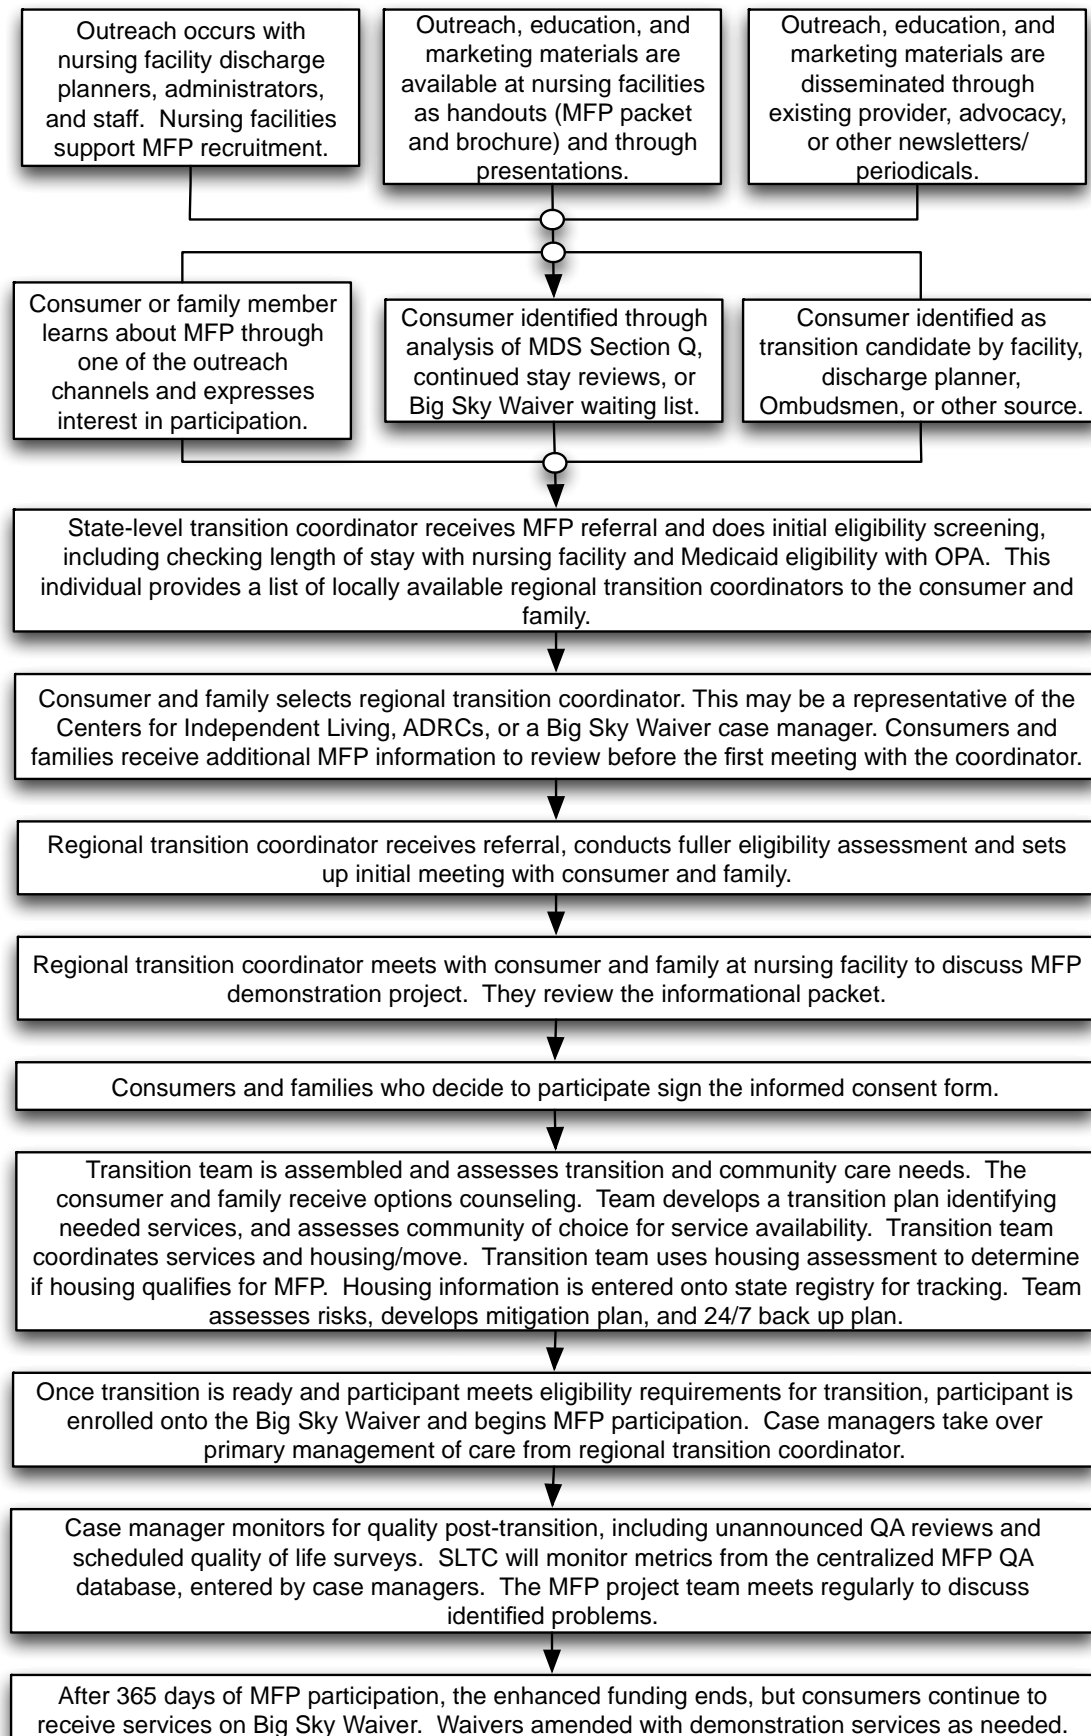 Outreach occurs with
nursing facility discharge
planners, administrators,
and staff.  Nursing facilities
support MFP recruitment.
Outreach, education, and
marketing materials are
available at nursing facilities
as handouts (MFP packet
and brochure) and through
presentations.
Outreach, education, and
marketing materials are
disseminated through
existing provider, advocacy,
or other newsletters/
periodicals.
Consumer or family member
learns about MFP through
one of the outreach
channels and expresses
interest in participation.
Consumer identified through
analysis of MDS Section Q,
continued stay reviews, or
Big Sky Waiver waiting list.
Consumer identified as
transition candidate by facility,
discharge planner,
Ombudsmen, or other source.
State-level transition coordinator receives MFP referral and does initial eligibility screening,
including checking length of stay with nursing facility and Medicaid eligibility with OPA.  This
individual provides a list of locally available regional transition coordinators to the consumer and
family.
Consumer and family selects regional transition coordinator. This may be a representative of the
Centers for Independent Living, ADRCs, or a Big Sky Waiver case manager. Consumers and
families receive additional MFP information to review before the first meeting with the coordinator.
Regional transition coordinator receives referral, conducts fuller eligibility assessment and sets
up initial meeting with consumer and family.
Regional transition coordinator meets with consumer and family at nursing facility to discuss MFP
demonstration project.  They review the informational packet.
Consumers and families who decide to participate sign the informed consent form.
Transition team is assembled and assesses transition and community care needs.  The
consumer and family receive options counseling.  Team develops a transition plan identifying
needed services, and assesses community of choice for service availability.  Transition team
coordinates services and housing/move.  Transition team uses housing assessment to determine
if housing qualifies for MFP.  Housing information is entered onto state registry for tracking.  Team
assesses risks, develops mitigation plan, and 24/7 back up plan.
Once transition is ready and participant meets eligibility requirements for transition, participant is
enrolled onto the Big Sky Waiver and begins MFP participation.  Case managers take over
primary management of care from regional transition coordinator.
Case manager monitors for quality post-transition, including unannounced QA reviews and
scheduled quality of life surveys.  SLTC will monitor metrics from the centralized MFP QA
database, entered by case managers.  The MFP project team meets regularly to discuss
identified problems.
After 365 days of MFP participation, the enhanced funding ends, but consumers continue to
receive services on Big Sky Waiver.  Waivers amended with demonstration services as needed.